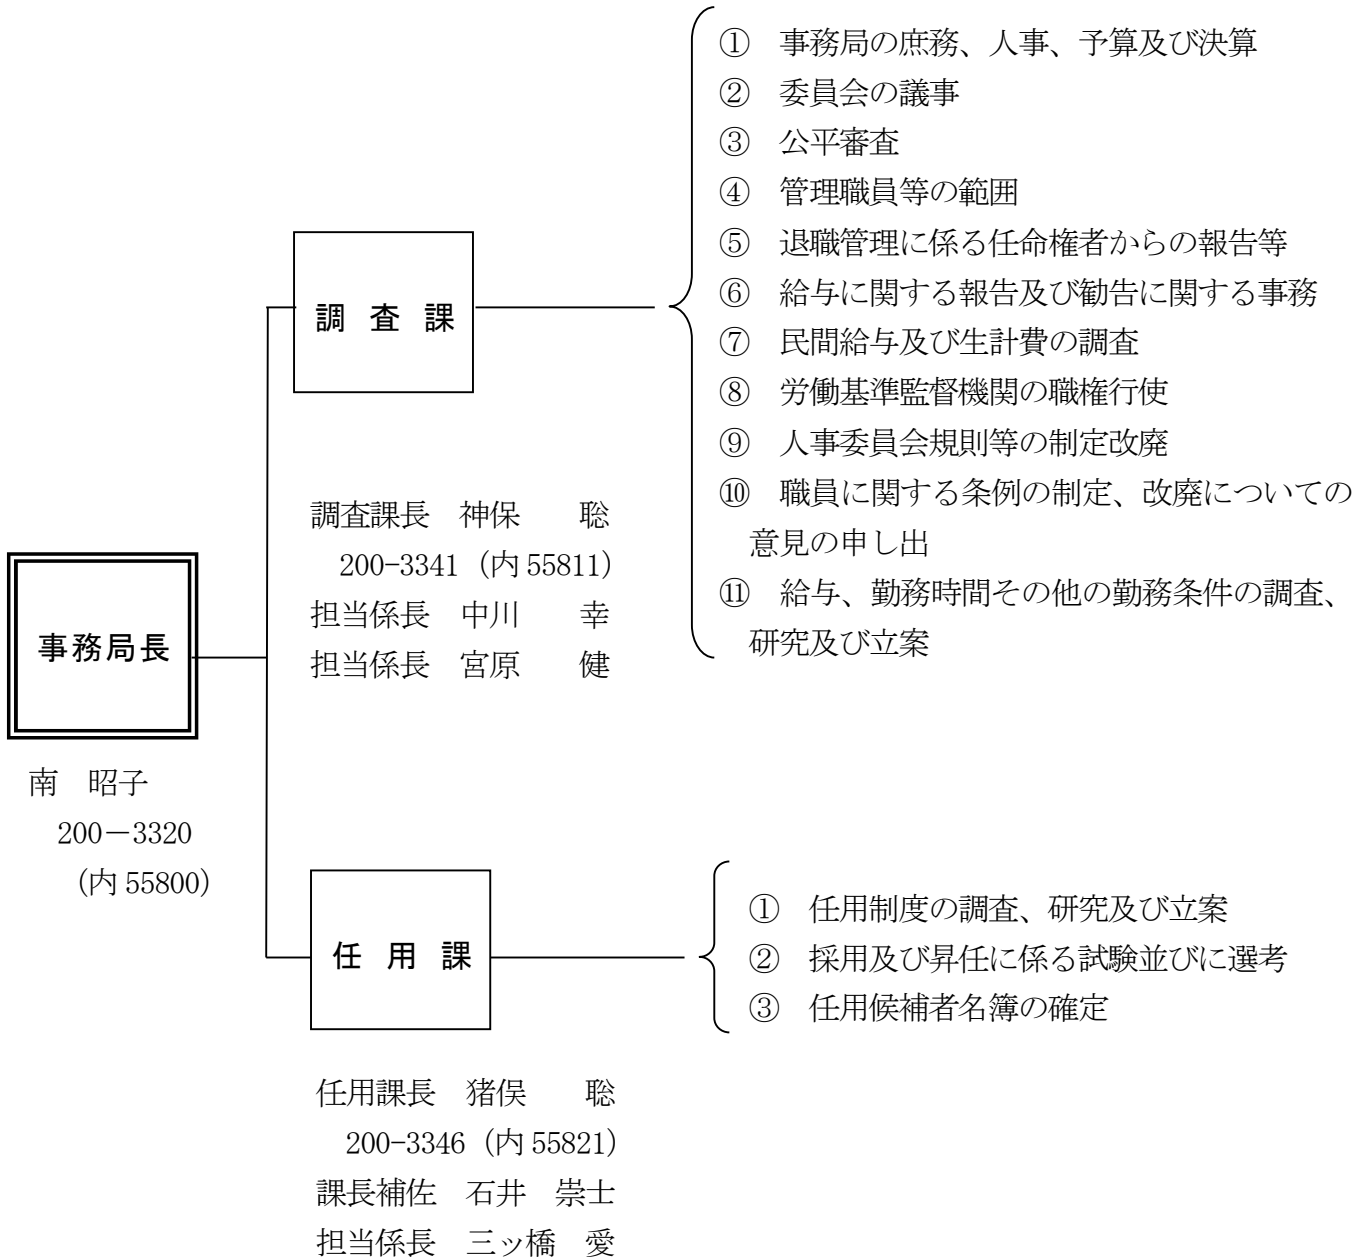 事務局長
南　昭子
200－3320
（内 55800）
調 査 課
調査課長　神保　　聡
200-3341（内 55811）
担当係長　中川　　幸
担当係長　宮原　　健
①　事務局の庶務、人事、予算及び決算
②　委員会の議事
③　公平審査
④　管理職員等の範囲
⑤　退職管理に係る任命権者からの報告等
⑥　給与に関する報告及び勧告に関する事務
⑦　民間給与及び生計費の調査
⑧　労働基準監督機関の職権行使
⑨　人事委員会規則等の制定改廃
⑩　職員に関する条例の制定、改廃についての
意見の申し出
⑪　給与、勤務時間その他の勤務条件の調査、
研究及び立案
任 用 課
任用課長　猪俣　　聡
200-3346（内 55821）
課長補佐　石井　崇士
担当係長　三ッ橋　愛
①　任用制度の調査、研究及び立案
②　採用及び昇任に係る試験並びに選考
③　任用候補者名簿の確定